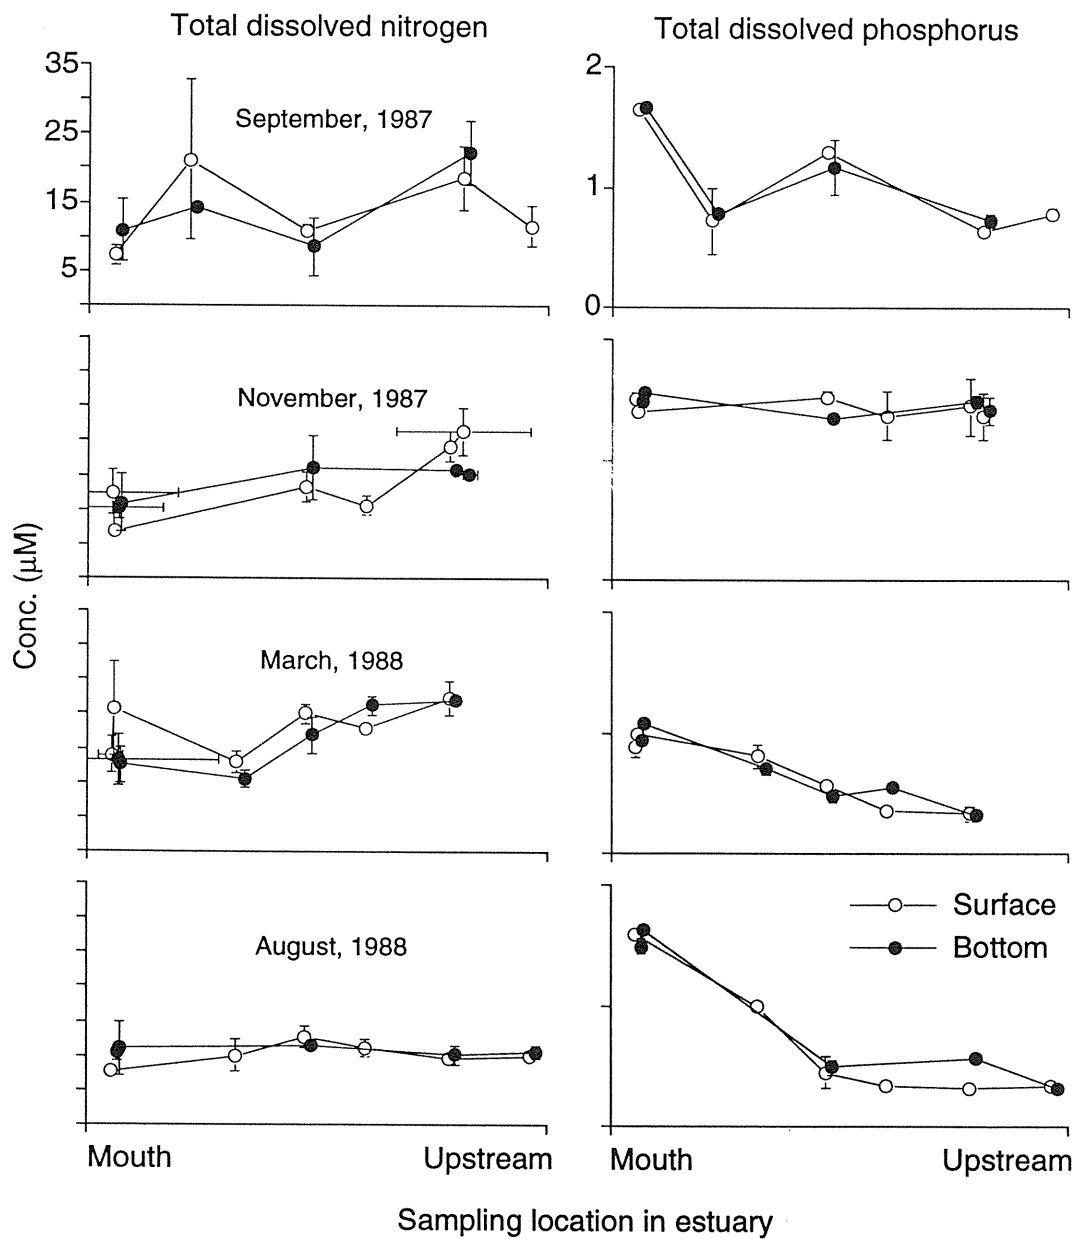 Total dissolved nitrogen
Total dissolved phosphorus
35
25
15
5
September, 1987
2
1
0
November, 1987
Conc. (µM)
March, 1988
August, 1988
Surface
Bottom
Mouth
Upstream
Mouth
Upstream
Sampling location in estuary